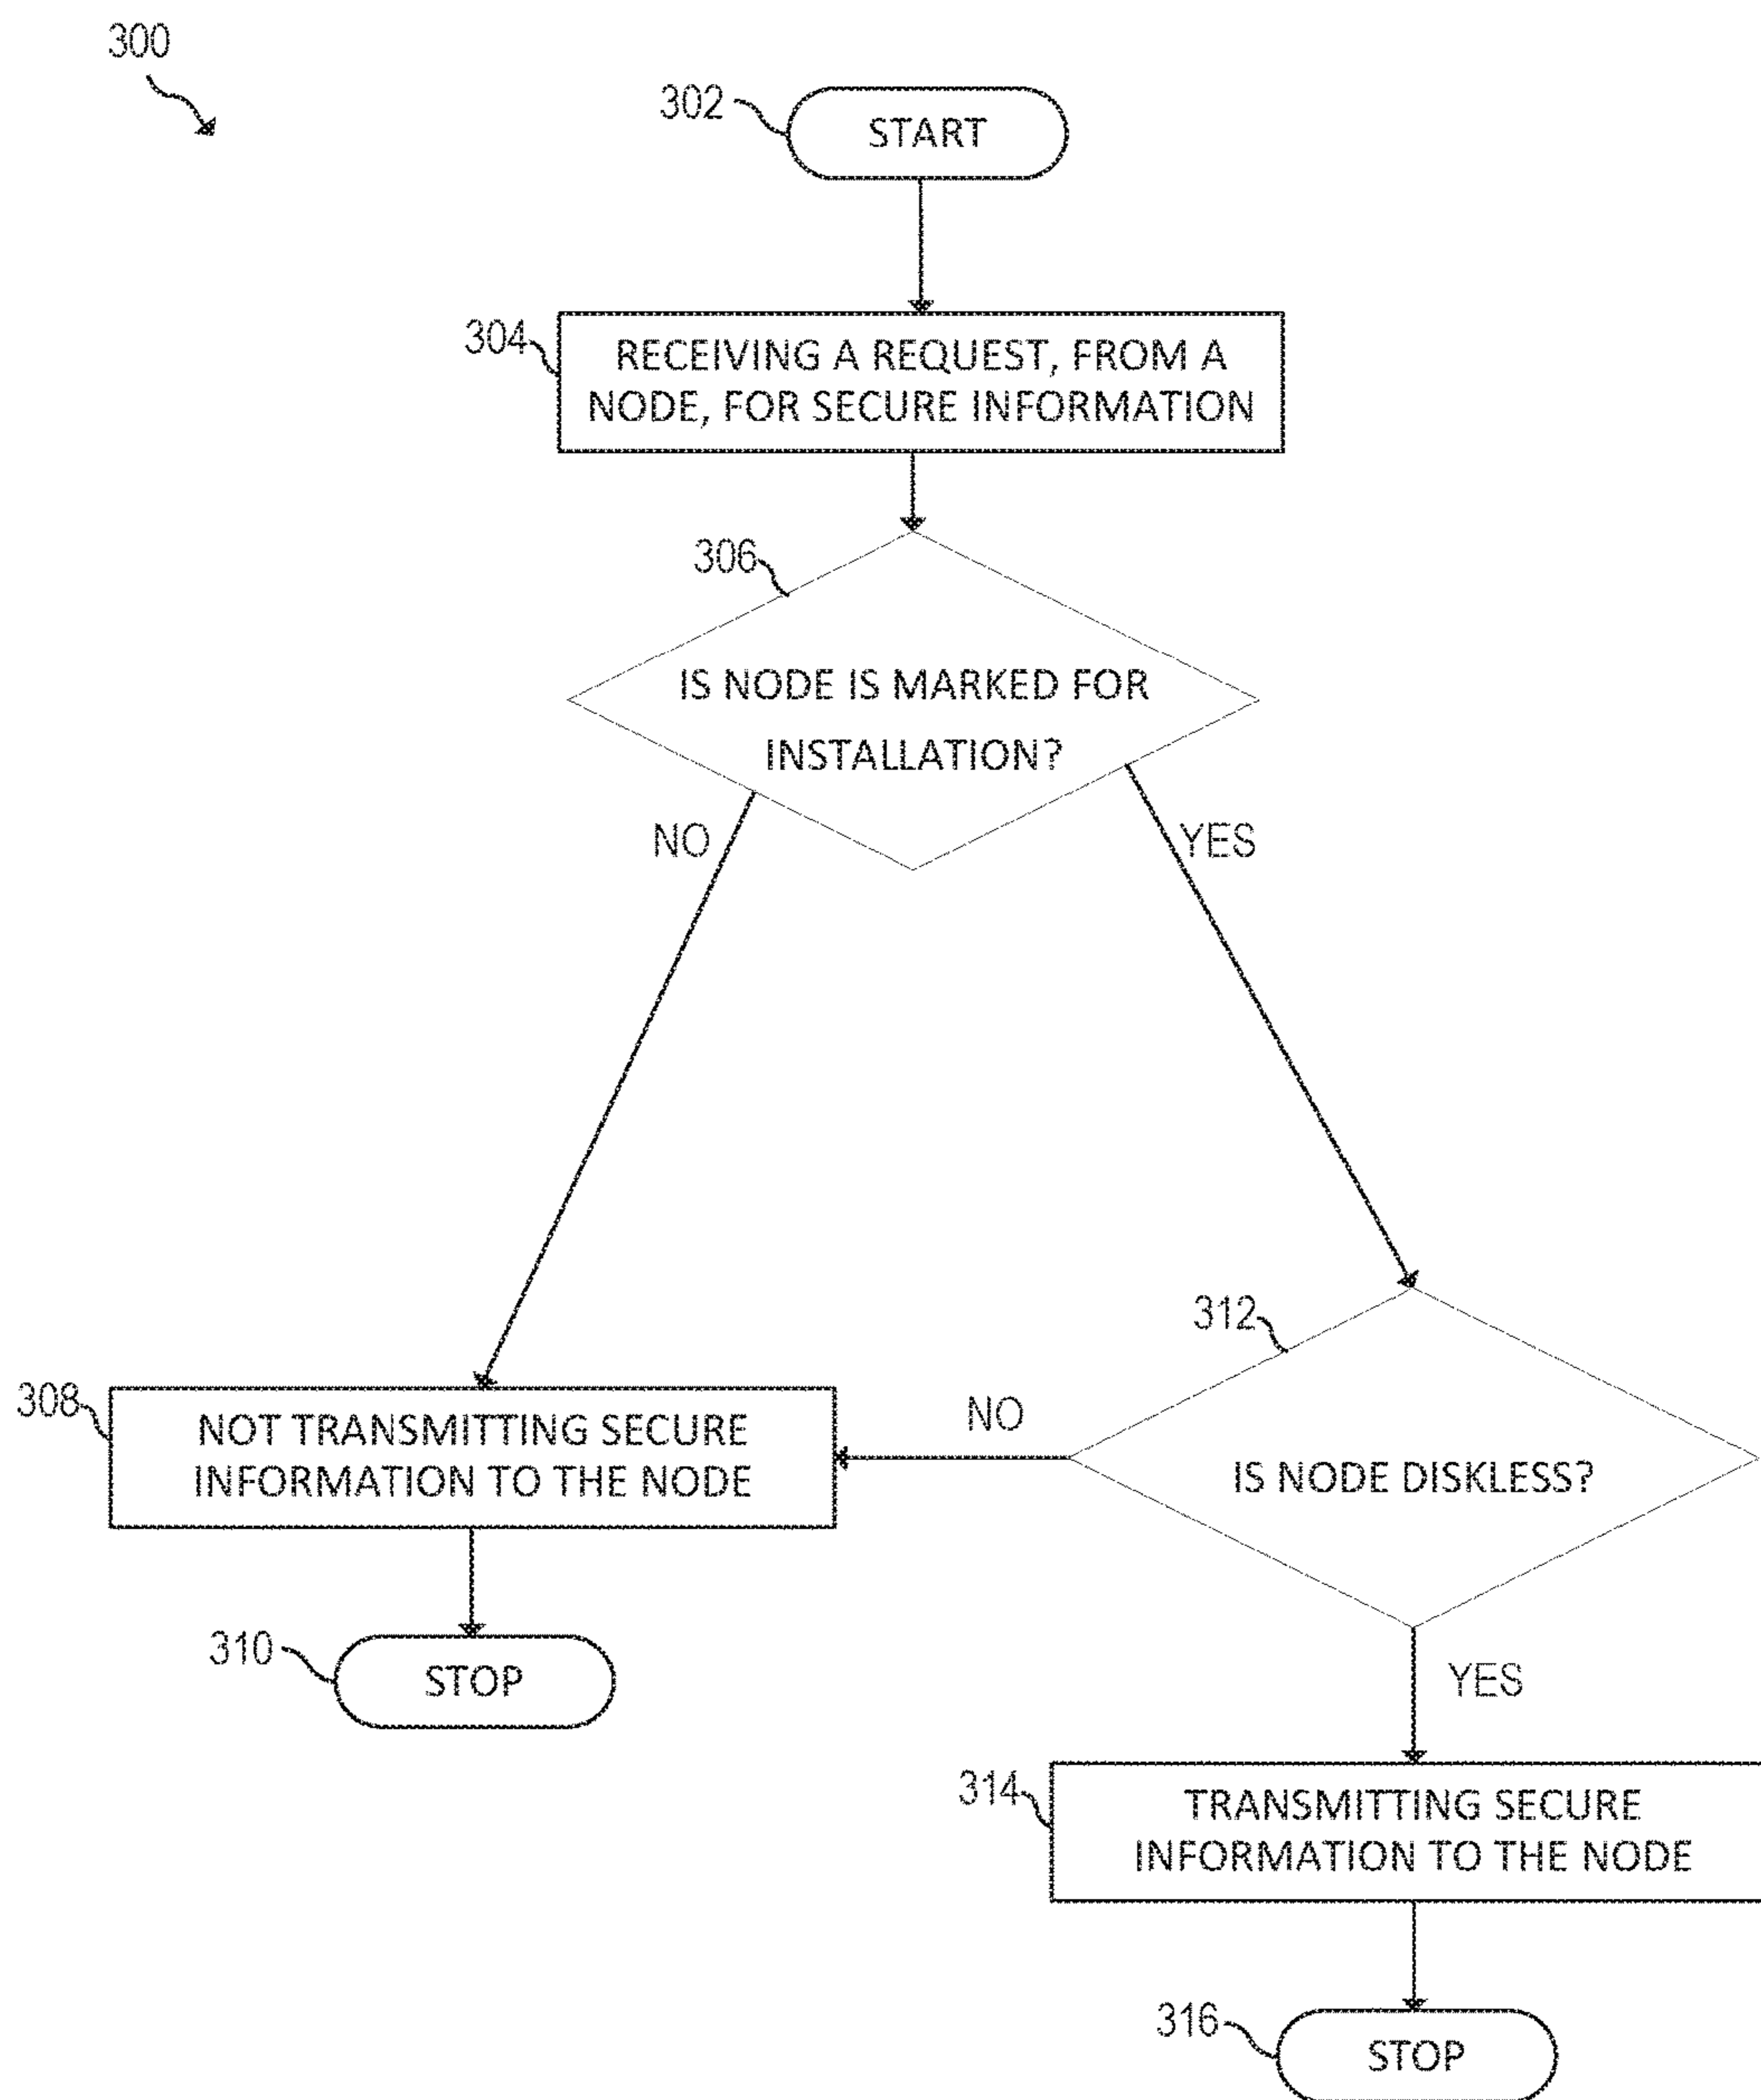 300
302
START
304
RECEIVING A REQUEST, FROM A
NODE, FOR SECURE INFORMATION
306
IS NODE IS MARKED FOR
INSTALLATION?
NO
YES
312
IS NODE DISKLESS?
NO
308
NOT TRANSMITTING SECURE
INFORMATION TO THE NODE
310
STOP
YES
314
TRANSMITTING SECURE
INFORMATION TO THE NODE
316
STOP